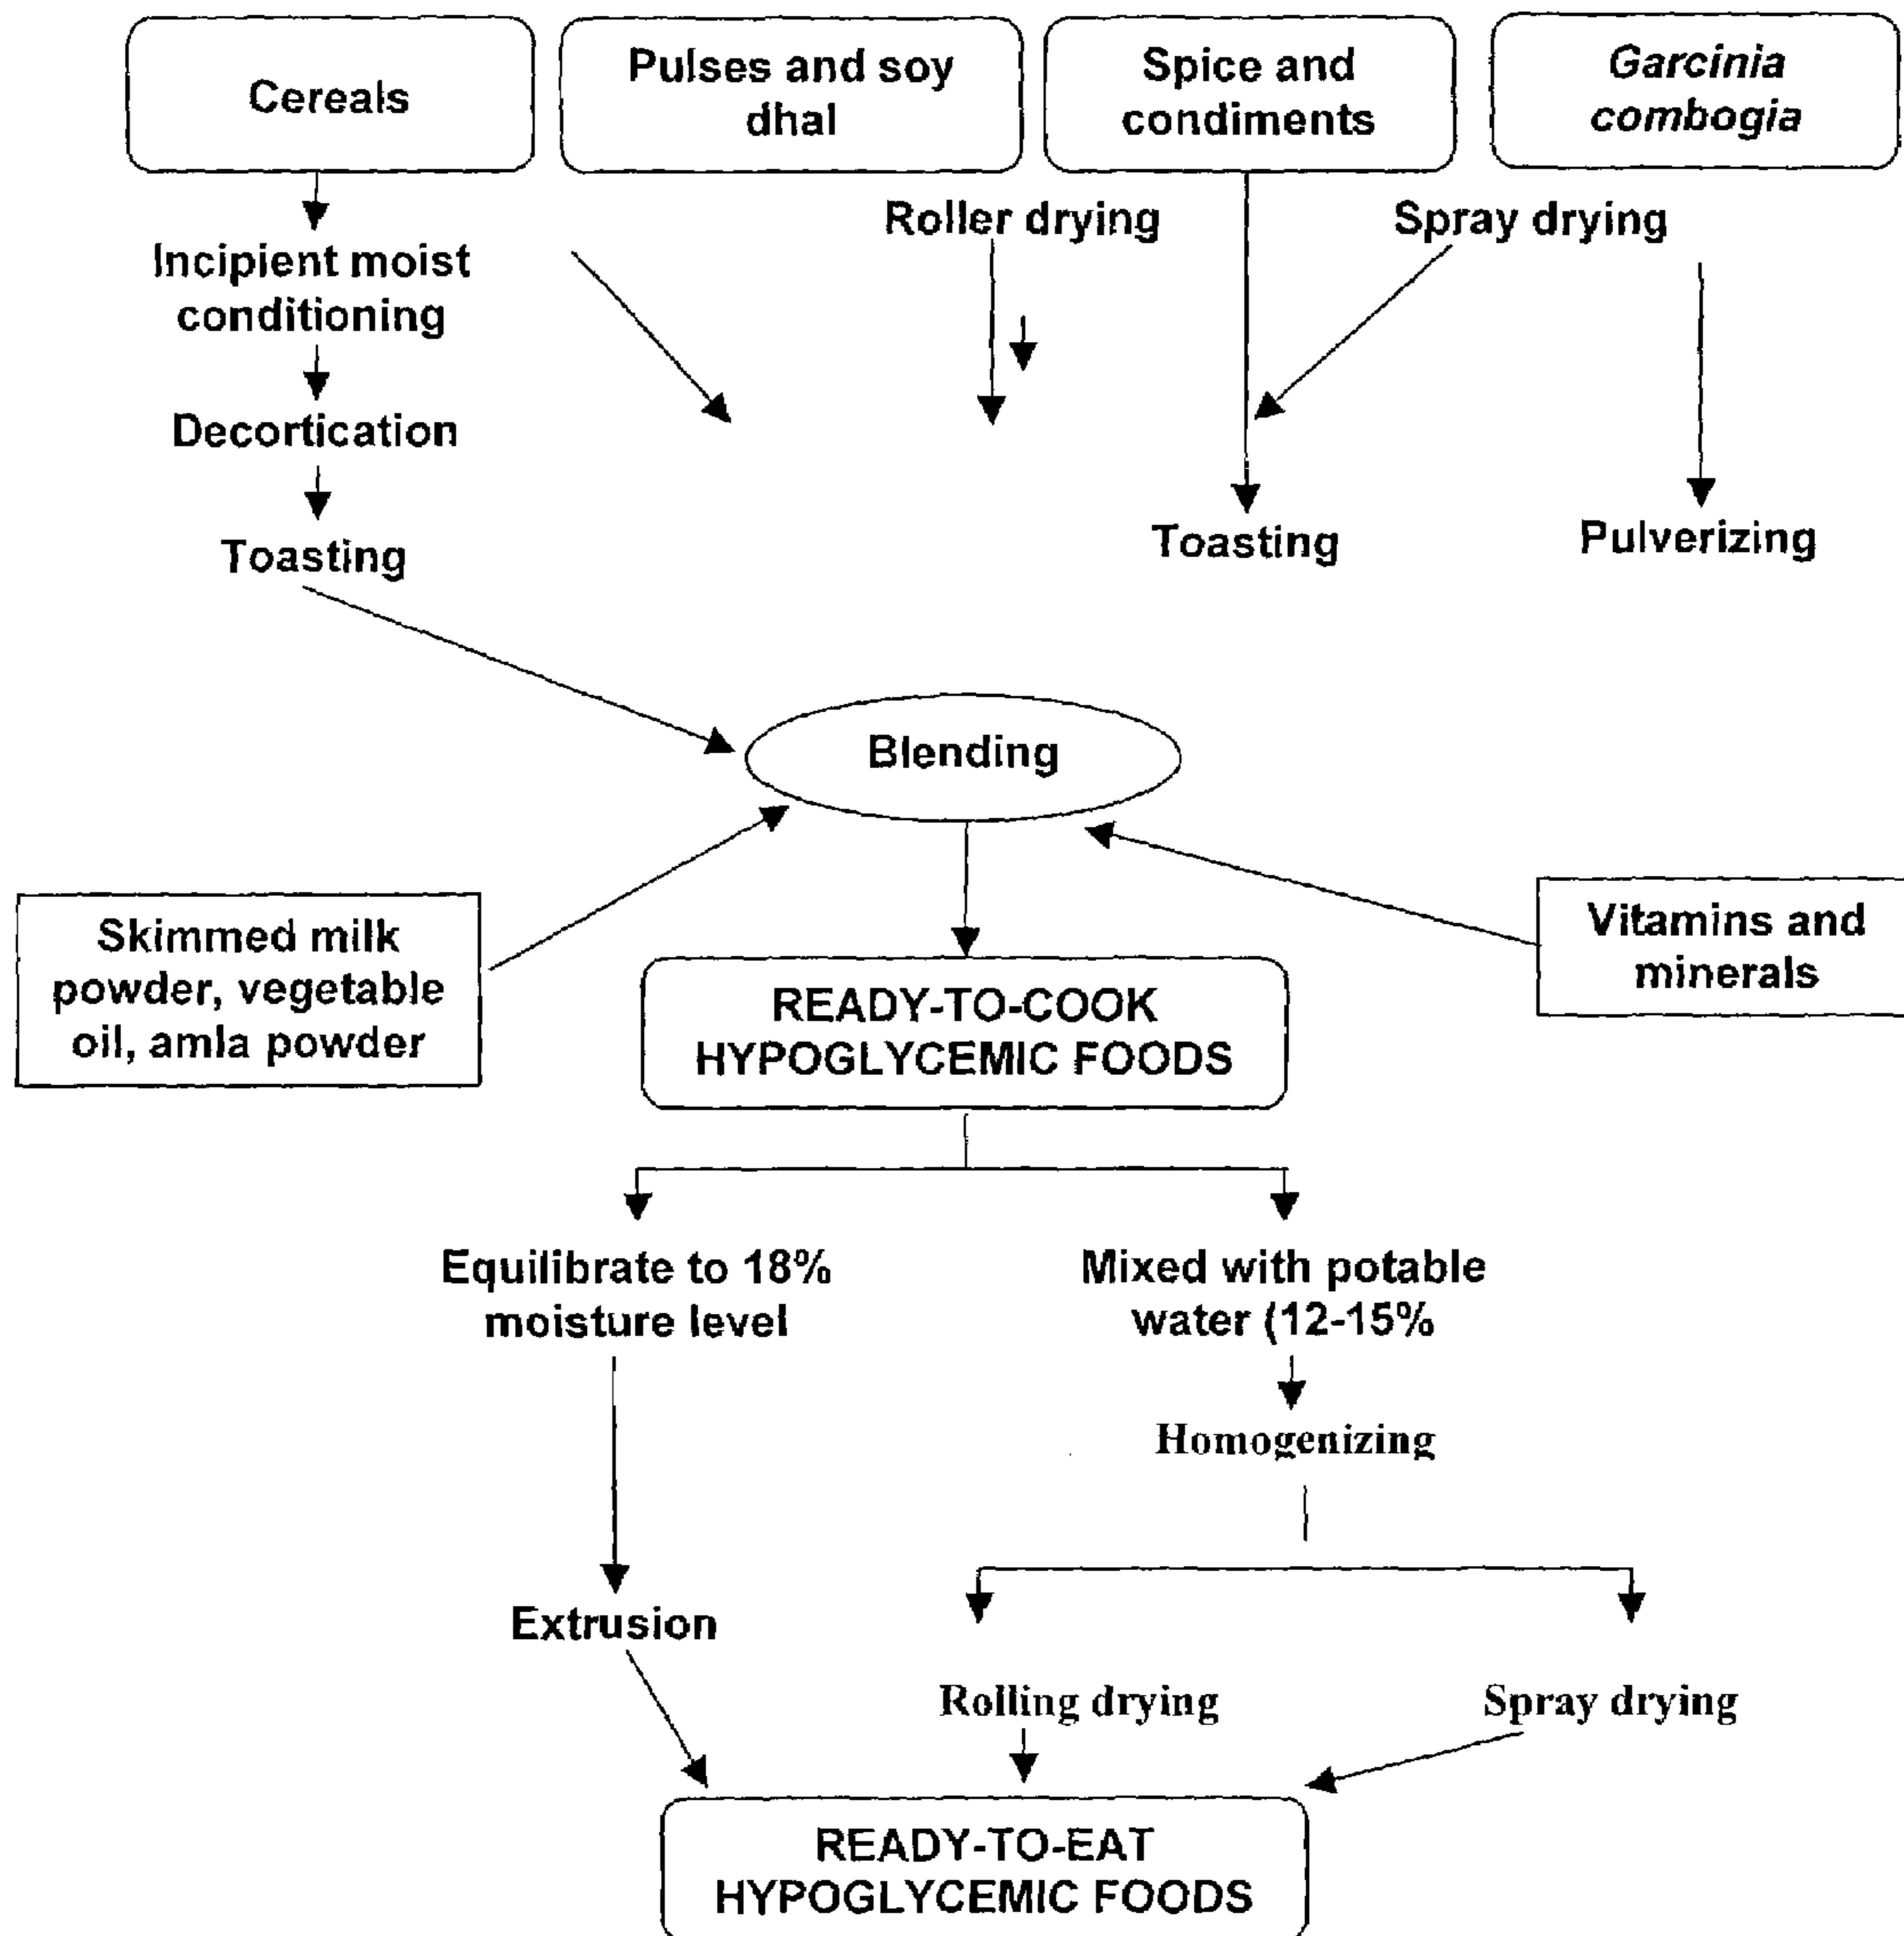 Cereals
Pulses and soy
dhal
Spice and
condiments
Garcinia
combogia
Roller drying
Spray drying
Incipient moist
conditioning
Decortication
Toasting
Toasting
Pulverizing
Blending
Skimmed milk
powder, vegetable
oil, amla powder
Vitamins and
minerals
READY-TO-COOK
HYPOGLYCEMIC FOODS
Equilibrate to 18%
moisture level
Mixed with potable
water (12-15%
Homogenizing
Extrusion
Rolling drying
Spray drying
READY-TO-EAT
HYPOGLYCEMIC FOODS